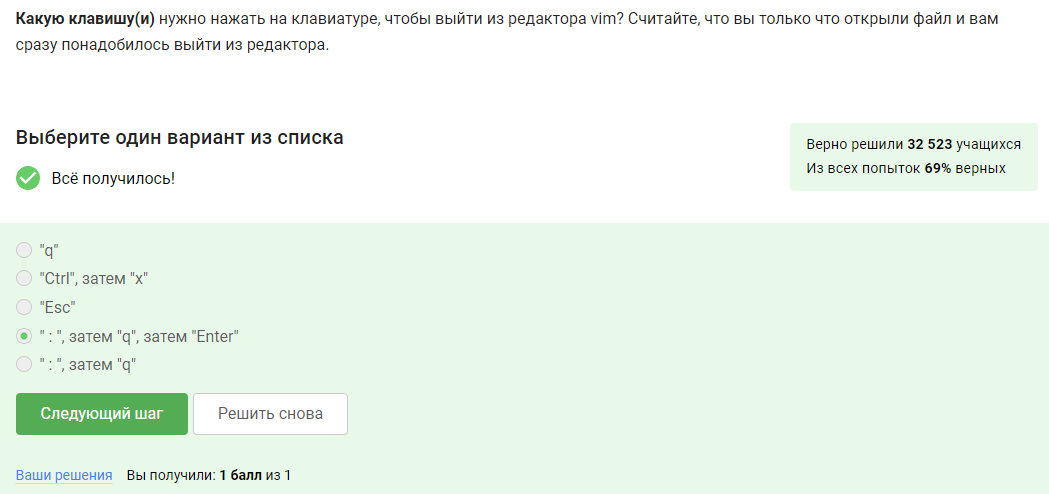 Какую клавишу(и) нужно нажать на клавиатуре, чтобы выйти из редактора vim? Считайте, что вы только что открыли файл и вам
сразу понадобилось выйти из редактора.
Выберите один вариант из списка
Всё получилось!
Верно решили 32 523 учащихся
Из всех попыток 69% верных
"q"
"Ctrl", затем "x"
"Esc"
" : ", затем "q", затем "Enter"
" : ", затем "q"
Следующий шаг
Решить снова
Ваши решения Вы получили: 1 балл из 1